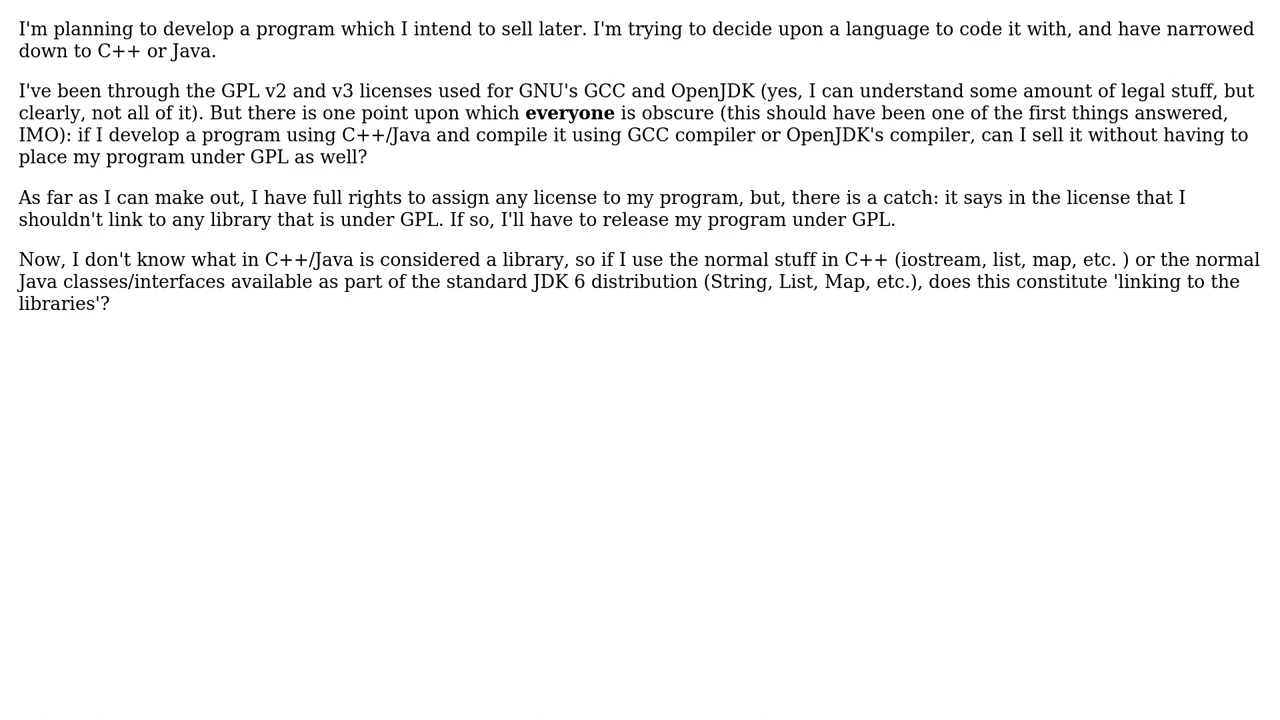 I'm planning to develop a program which I intend to sell later. I'm trying to decide upon a language to code it with, and have narrowed
down to C++ or Java.
I've been through the GPL v2 and v3 licenses used for GNU's GCC and OpenJDK (yes, I can understand some amount of legal stuff, but
clearly, not all of it). But there is one point upon which everyone is obscure (this should have been one of the first things answered,
IMO): if I develop a program using C++/Java and compile it using GCC compiler or OpenJDK's compiler, can I sell it without having to
place my program under GPL as well?
As far as I can make out, I have full rights to assign any license to my program, but, there is a catch: it says in the license that I
shouldn't link to any library that is under GPL. If so, I'll have to release my program under GPL.
Now, I don't know what in C++/Java is considered a library, so if I use the normal stuff in C++ (iostream, list, map, etc. ) or the normal
Java classes/interfaces available as part of the standard JDK 6 distribution (String, List, Map, etc.), does this constitute 'linking to the
libraries'?